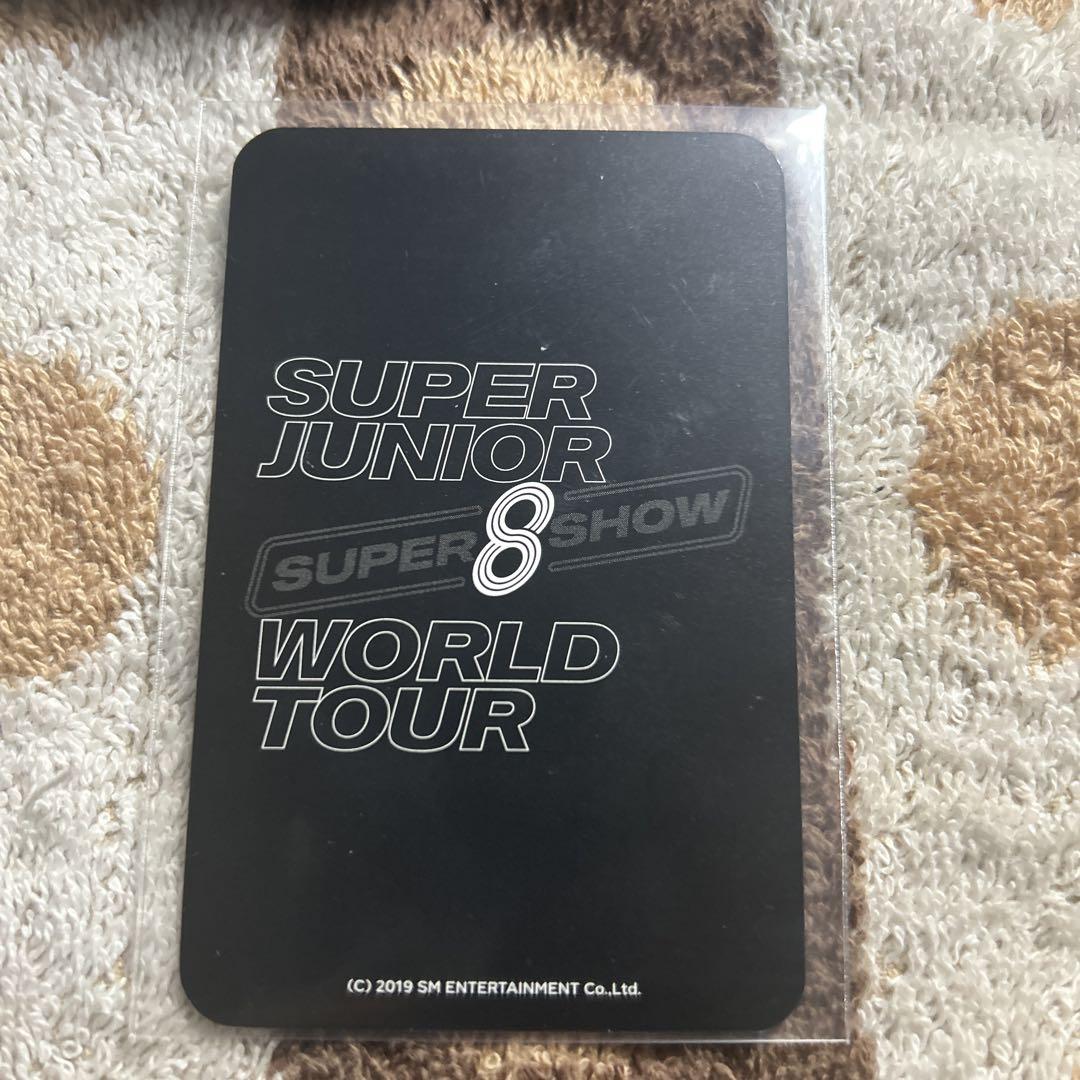 SUPER
JUNIOR
SUPER 8 SHOW
WORLD
TOUR
(C) 2019 SM ENTERTAINMENT Co.,Ltd.